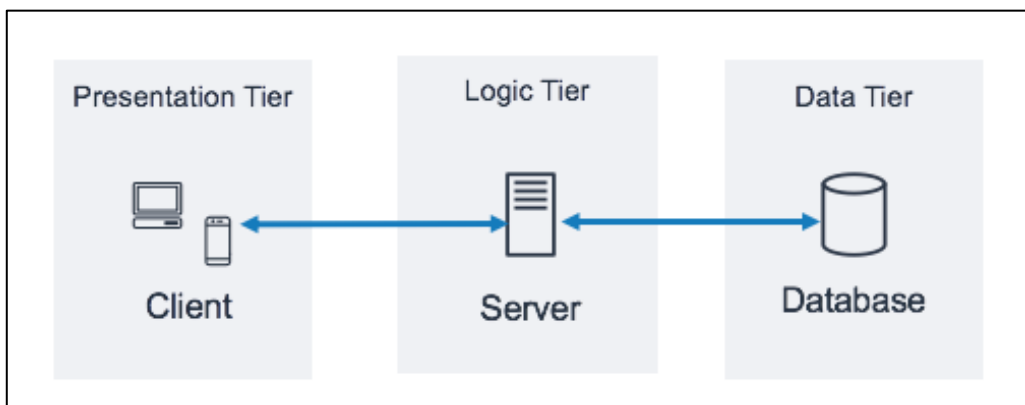 Presentation Tier
Client
Logic Tier
Server
Data Tier
Database